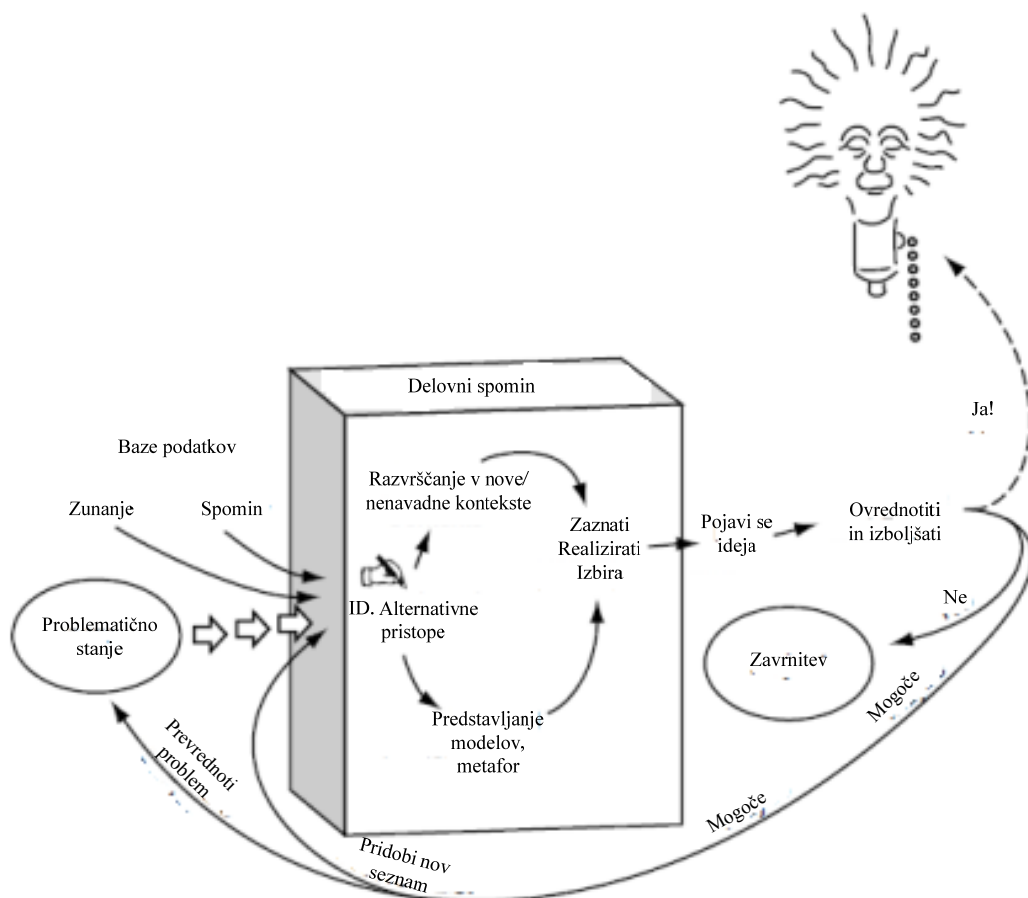 Delovni spomin
Baze podatkov
Zunanje
Spomin
Razvrščanje v nove/
nenavadne kontekste
Zaznati
Realizirati
Izbira
Pojavi se
ideja
Ovrednotiti
in izboljšati
Ja!
ID. Alternativne
pristope
Problematično
stanje
Predstavljanje
modelov,
metafor
Ne
Zavrnitev
Mogoče
Mogoče
Prevrednoti
problem
Pridobi nov
seznam